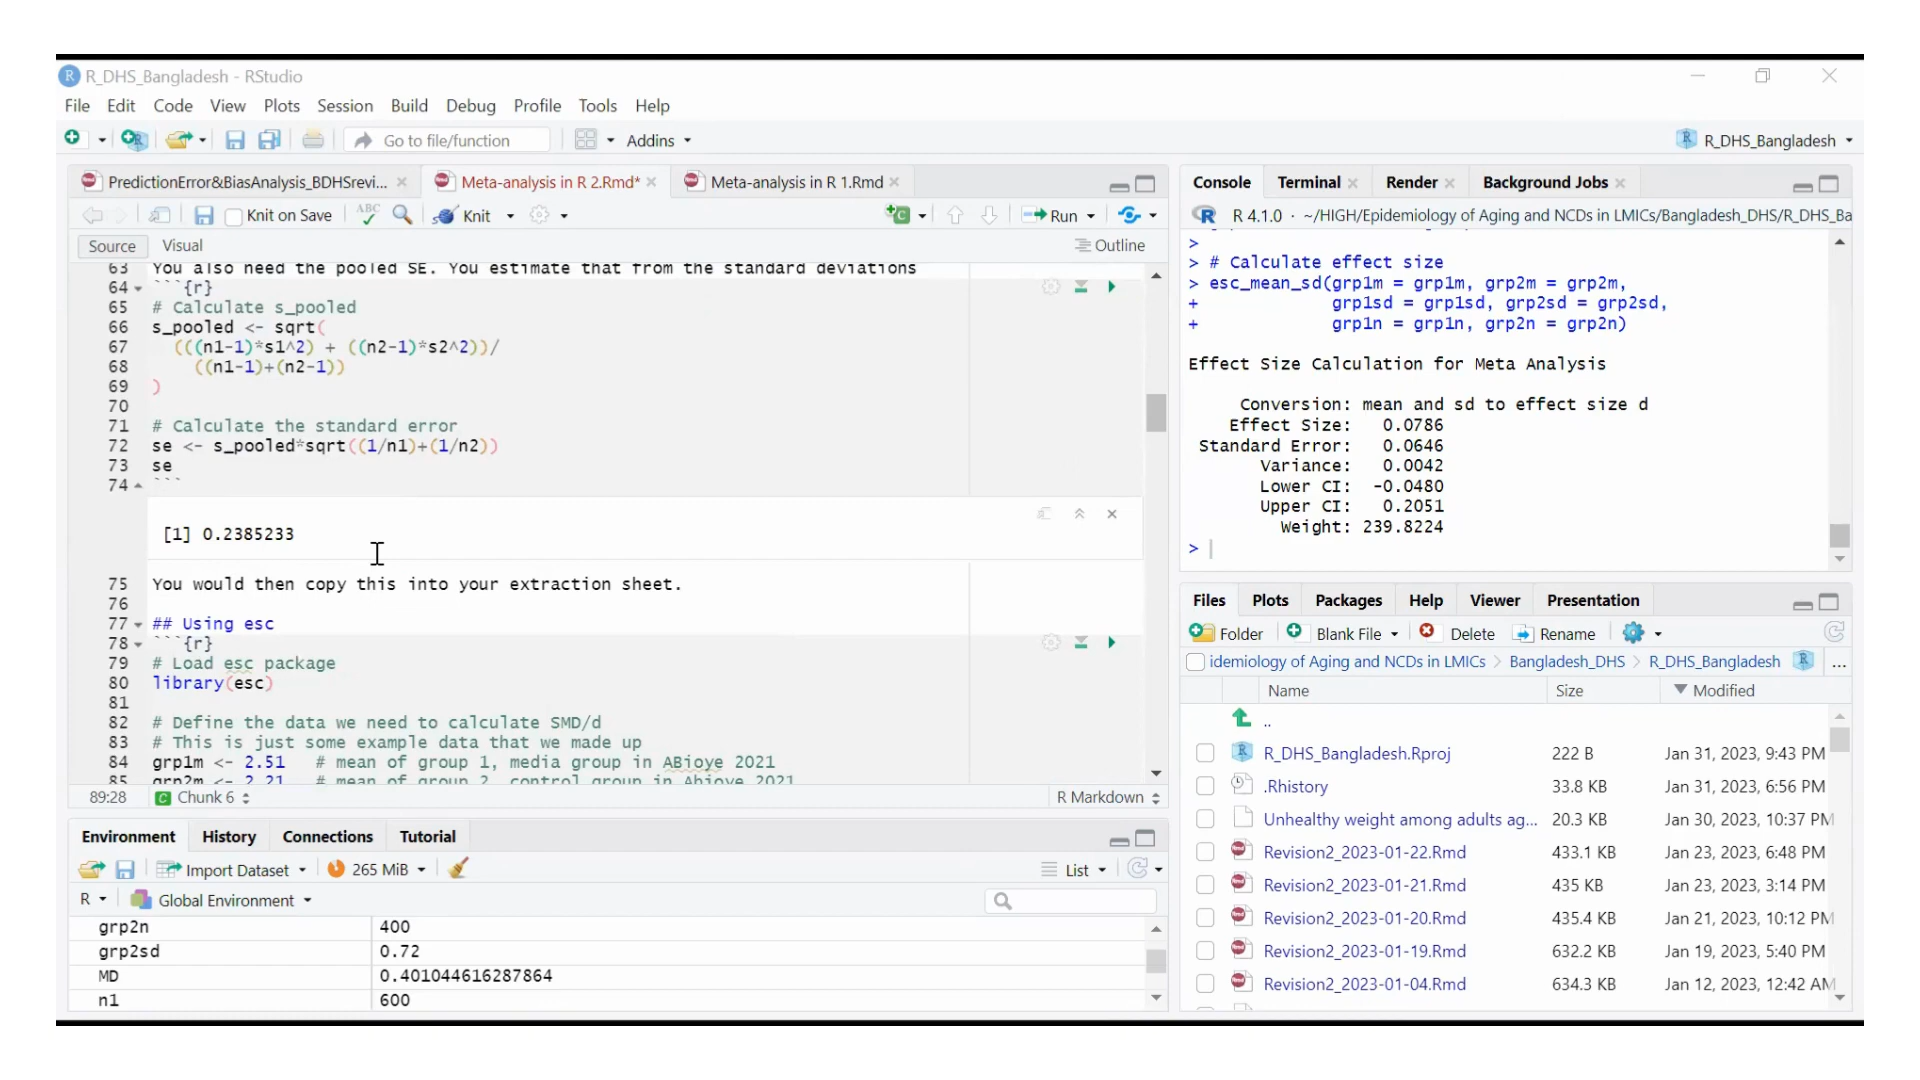 R_DHS_Bangladesh - RStudio
File Edit Code View Plots Session Build Debug Profile Tools Help
Go to file/function Addins R_DHS_Bangladesh
PredictionError&BiasAnalysis_BDHSrevi... Meta-analysis in R 2.Rmd* Meta-analysis in R 1.Rmd
Knit on Save ABC Knit Run
Source Visual Outline
63 You also need the pooled SE. You estimate that from the standard deviations
64 ```{r}
65 # Calculate s_pooled
66 s_pooled <- sqrt(
67 (((n1-1)*s1^2) + ((n2-1)*s2^2))/
68 ((n1-1)+(n2-1))
69 )
70
71 # Calculate the standard error
72 se <- s_pooled*sqrt((1/n1)+(1/n2))
73 se
74 ```
[1] 0.2385233
75 You would then copy this into your extraction sheet.
76
77 ## Using esc
78 ```{r}
79 # Load esc package
80 library(esc)
81
82 # Define the data we need to calculate SMD/d
83 # This is just some example data that we made up
84 grp1m <- 2.51 # mean of group 1, media group in ABioye 2021
85 grp2m <- 2.21 # mean of group 2, control group in Abioye 2021
89:28 Chunk 6 R Markdown
Environment History Connections Tutorial
Import Dataset 265 MiB List
R Global Environment
grp2n 400
grp2sd 0.72
MD 0.401044616287864
n1 600
Console Terminal Render Background Jobs
R 4.1.0 · ~/HIGH/Epidemiology of Aging and NCDs in LMICs/Bangladesh_DHS/R_DHS_Ba
>
> # Calculate effect size
> esc_mean_sd(grp1m = grp1m, grp2m = grp2m,
+ grp1sd = grp1sd, grp2sd = grp2sd,
+ grp1n = grp1n, grp2n = grp2n)
Effect Size Calculation for Meta Analysis
Conversion: mean and sd to effect size d
Effect Size: 0.0786
Standard Error: 0.0646
Variance: 0.0042
Lower CI: -0.0480
Upper CI: 0.2051
Weight: 239.8224
>
Files Plots Packages Help Viewer Presentation
Folder Blank File Delete Rename
idemiology of Aging and NCDs in LMICs > Bangladesh_DHS > R_DHS_Bangladesh ...
Name Size Modified
..
R_DHS_Bangladesh.Rproj 222 B Jan 31, 2023, 9:43 PM
.Rhistory 33.8 KB Jan 31, 2023, 6:56 PM
Unhealthy weight among adults ag... 20.3 KB Jan 30, 2023, 10:37 PM
Revision2_2023-01-22.Rmd 433.1 KB Jan 23, 2023, 6:48 PM
Revision2_2023-01-21.Rmd 435 KB Jan 23, 2023, 3:14 PM
Revision2_2023-01-20.Rmd 435.4 KB Jan 21, 2023, 10:12 PM
Revision2_2023-01-19.Rmd 632.2 KB Jan 19, 2023, 5:40 PM
Revision2_2023-01-04.Rmd 634.3 KB Jan 12, 2023, 12:42 AM